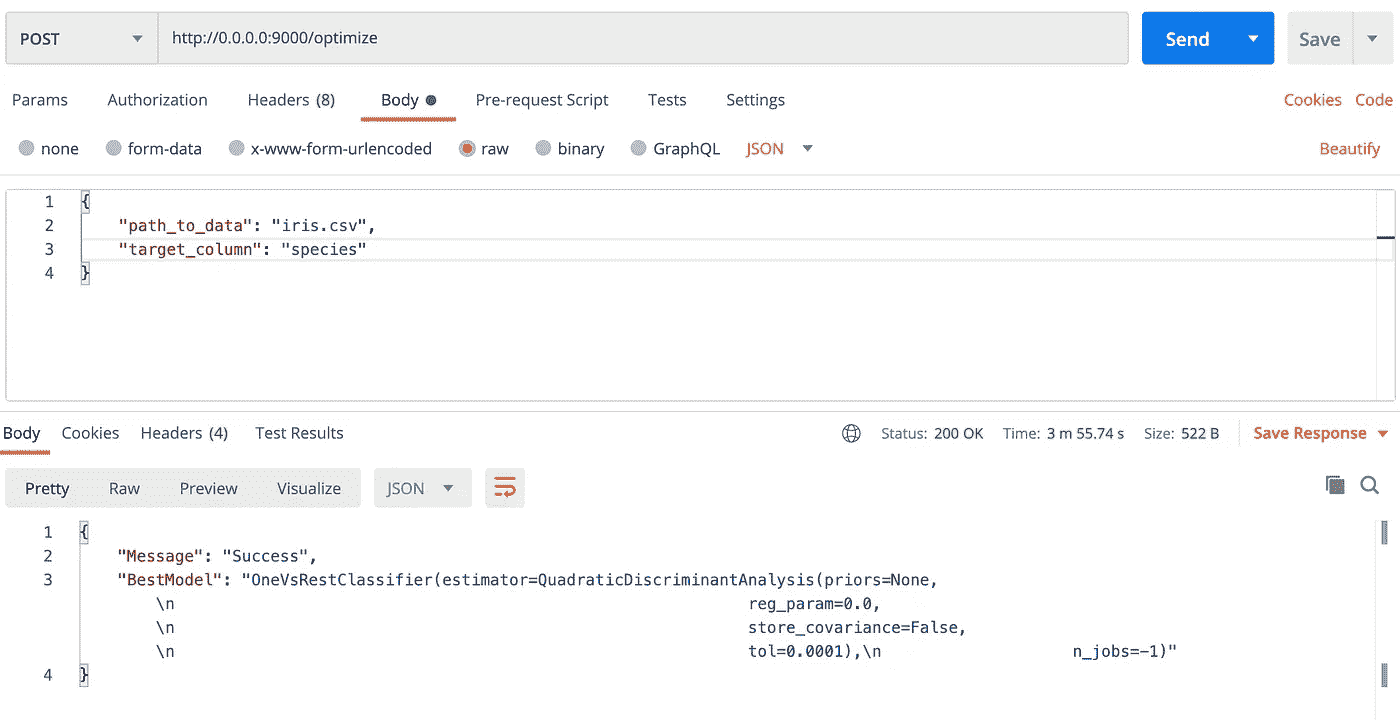 POST http://0.0.0.0:9000/optimize Send Save
Params Authorization Headers (8) Body Pre-request Script Tests Settings Cookies Code
none form-data x-www-form-urlencoded raw binary GraphQL JSON Beautify
1 {
2 "path_to_data": "iris.csv",
3 "target_column": "species"
4 }
Body Cookies Headers (4) Test Results Status: 200 OK Time: 3 m 55.74 s Size: 522 B Save Response
Pretty Raw Preview Visualize JSON
1 {
2 "Message": "Success",
3 "BestModel": "OneVsRestClassifier(estimator=QuadraticDiscriminantAnalysis(priors=None,
\n reg_param=0.0,
\n store_covariance=False,
\n tol=0.0001),\n n_jobs=-1)"
4 }